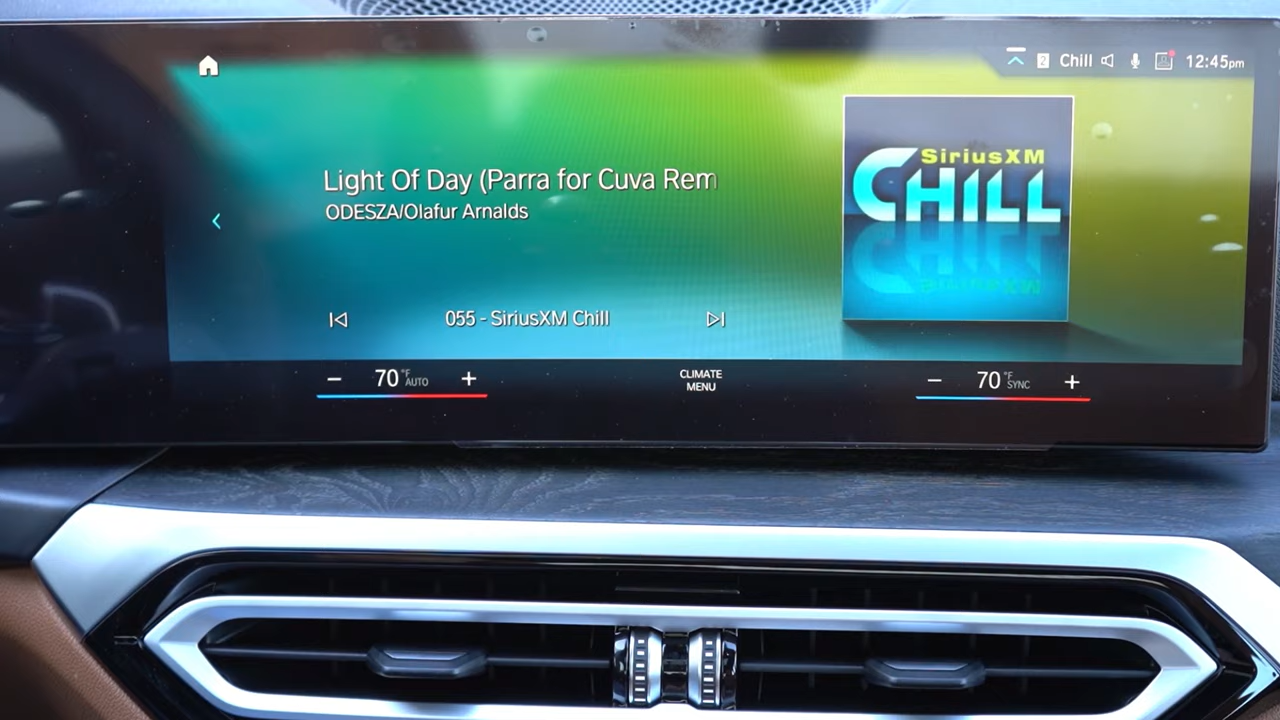 2 Chill 12:45pm
Light Of Day (Parra for Cuva Rem
ODESZA/Olafur Arnalds
SiriusXM
CHILL
055 - SiriusXM Chill
70°F AUTO
CLIMATE
MENU
70°F SYNC